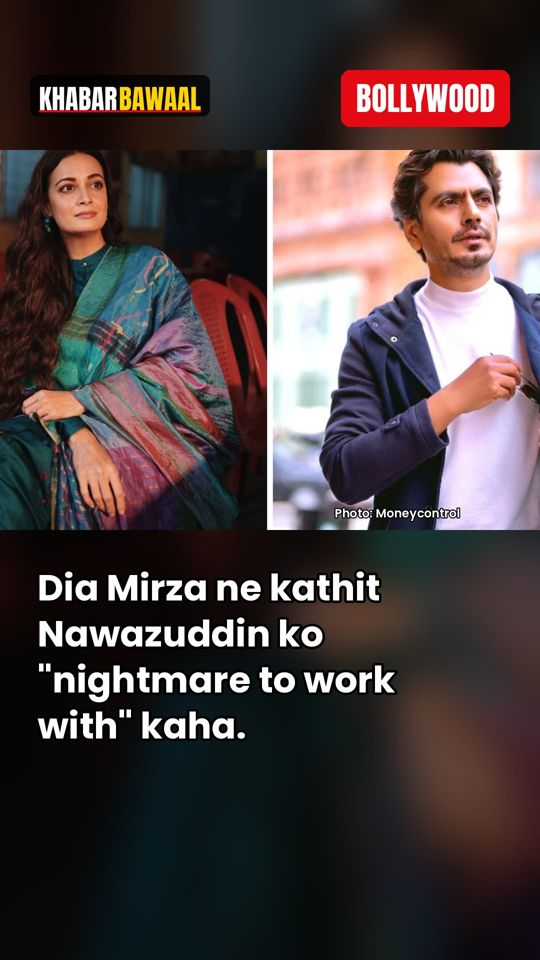 KHABARBAWAAL
BOLLYWOOD
Photo: Moneycontrol
Dia Mirza ne kathit
Nawazuddin ko
"nightmare to work
with" kaha.